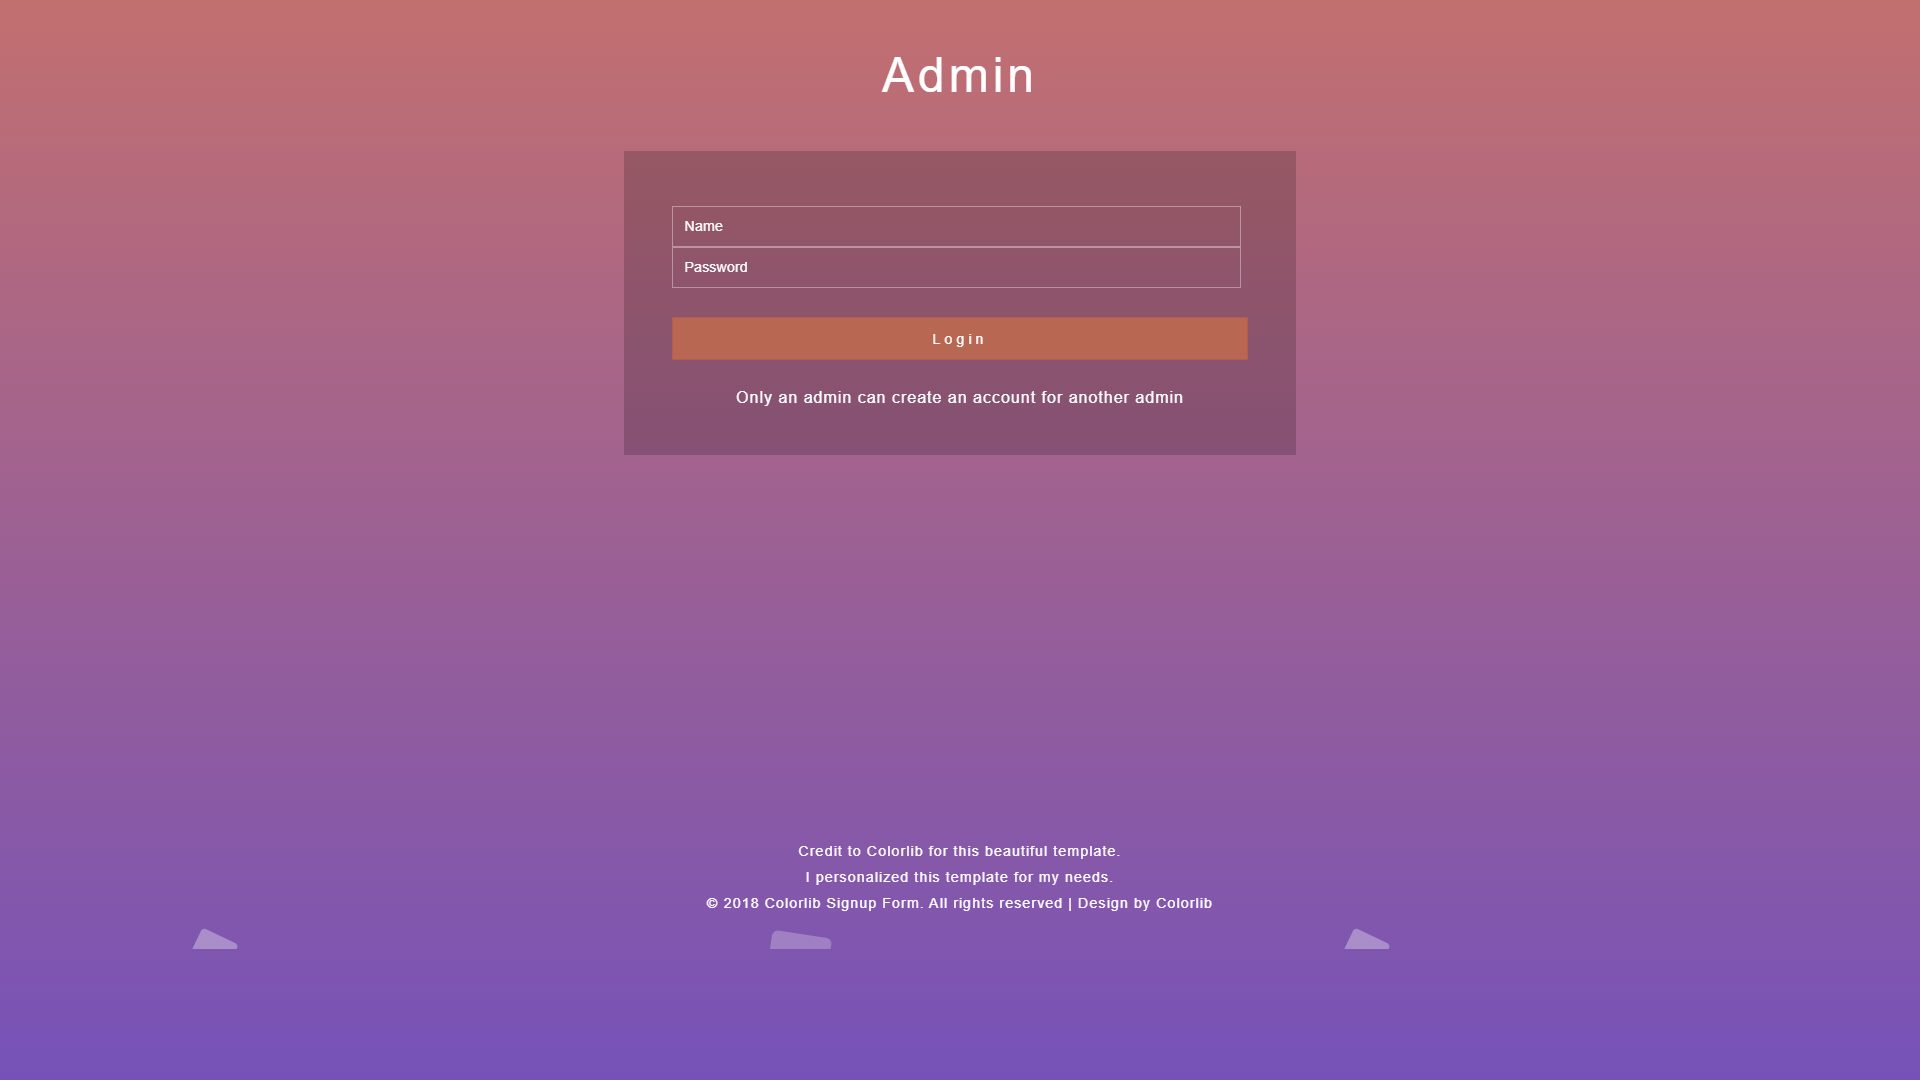 Admin
Name
Password
Login
Only an admin can create an account for another admin
Credit to Colorlib for this beautiful template.
I personalized this template for my needs.
© 2018 Colorlib Signup Form. All rights reserved | Design by Colorlib